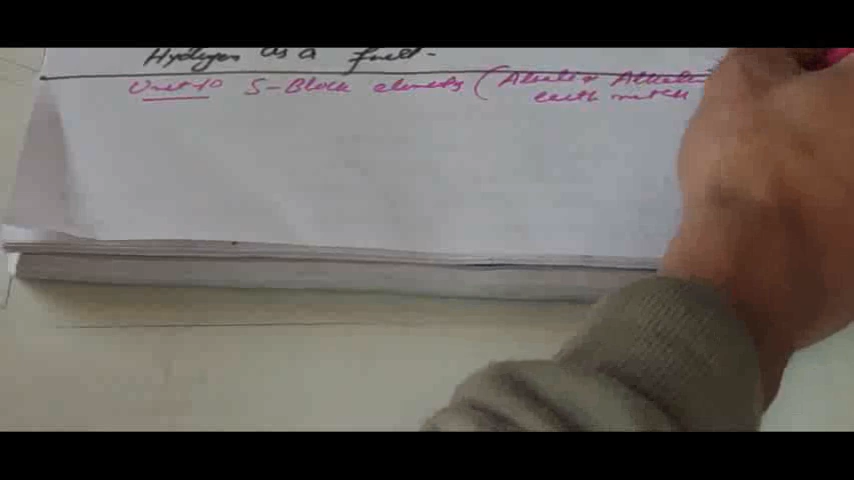 Hydrogen as a fuel-
Unit-10 S-Block elements (Alkali & Alkaline
earth metals